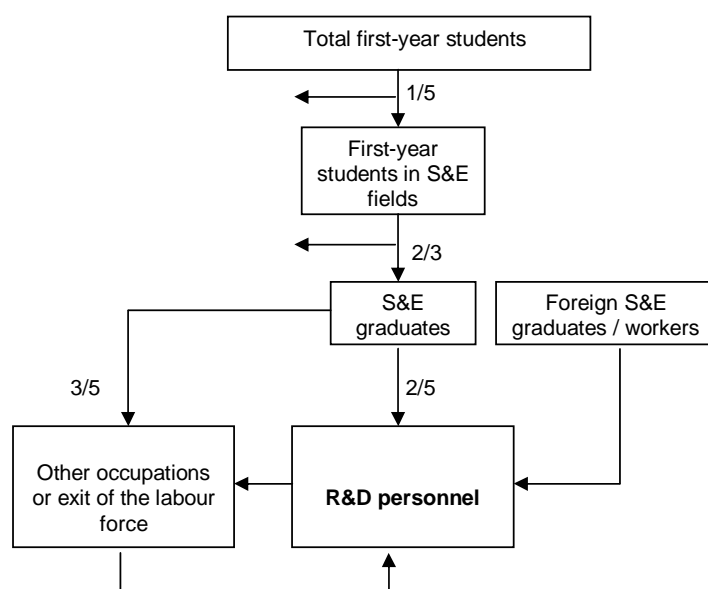 Total first-year students
1/5
First-year
students in S&E
fields
2/3
S&E
graduates
Foreign S&E
graduates / workers
3/5
2/5
Other occupations
or exit of the labour
force
R&D personnel